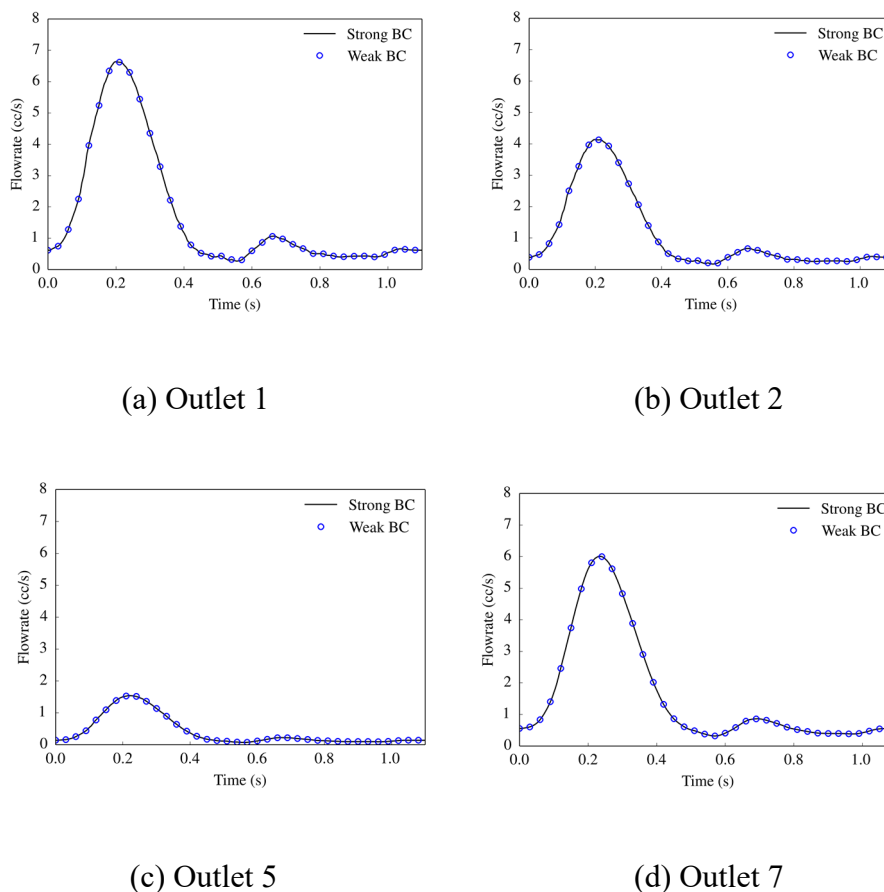 8
7
6
5
4
3
2
1
0
Flowrate (cc/s)
Strong BC
Weak BC
0.0 0.2 0.4 0.6 0.8 1.0
Time (s)
(a) Outlet 1
8
7
6
5
4
3
2
1
0
Flowrate (cc/s)
Strong BC
Weak BC
0.0 0.2 0.4 0.6 0.8 1.0
Time (s)
(b) Outlet 2
8
7
6
5
4
3
2
1
0
Flowrate (cc/s)
Strong BC
Weak BC
0.0 0.2 0.4 0.6 0.8 1.0
Time (s)
(c) Outlet 5
8
7
6
5
4
3
2
1
0
Flowrate (cc/s)
Strong BC
Weak BC
0.0 0.2 0.4 0.6 0.8 1.0
Time (s)
(d) Outlet 7